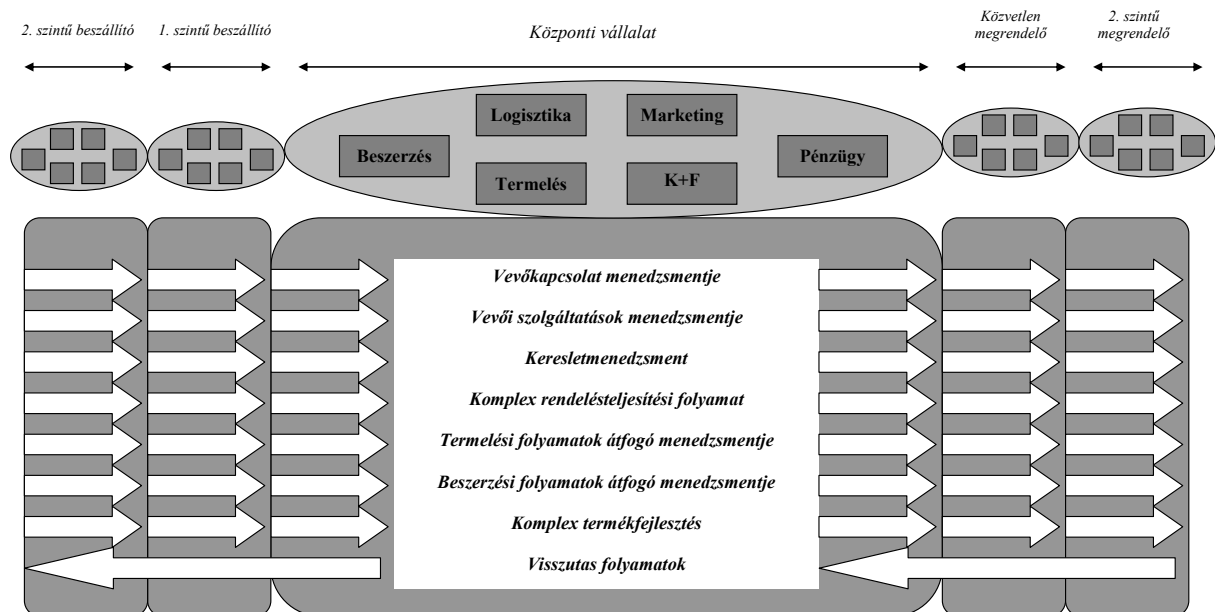 2. szintű beszállító
1. szintű beszállító
Központi vállalat
Közvetlen
megrendelő
2. szintű
megrendelő
Logisztika
Marketing
Beszerzés
Pénzügy
Termelés
K+F
Vevőkapcsolat menedzsmentje
Vevői szolgáltatások menedzsmentje
Keresletmenedzsment
Komplex rendelésteljesítési folyamat
Termelési folyamatok átfogó menedzsmentje
Beszerzési folyamatok átfogó menedzsmentje
Komplex termékfejlesztés
Visszutas folyamatok